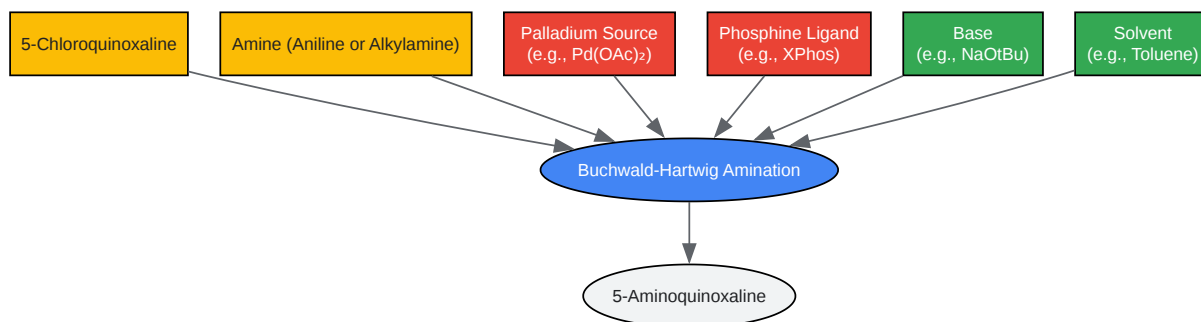 5-Chloroquinoxaline
Amine (Aniline or Alkylamine)
Palladium Source
(e.g., Pd(OAc)₂)
Phosphine Ligand
(e.g., XPhos)
Base
(e.g., NaOtBu)
Solvent
(e.g., Toluene)
Buchwald-Hartwig Amination
5-Aminoquinoxaline